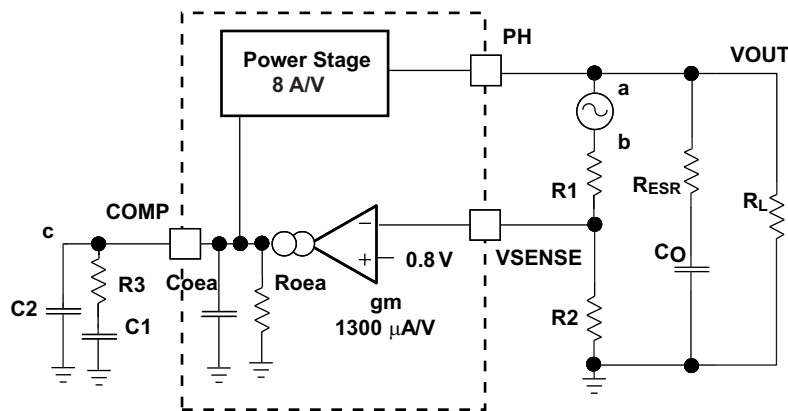 Power Stage
8 A/V
PH
VOUT
a
b
R1
RESR
RL
COMP
c
VSENSE
0.8 V
Coea
Roea
R3
C2
C1
gm
1300 μA/V
R2
CO